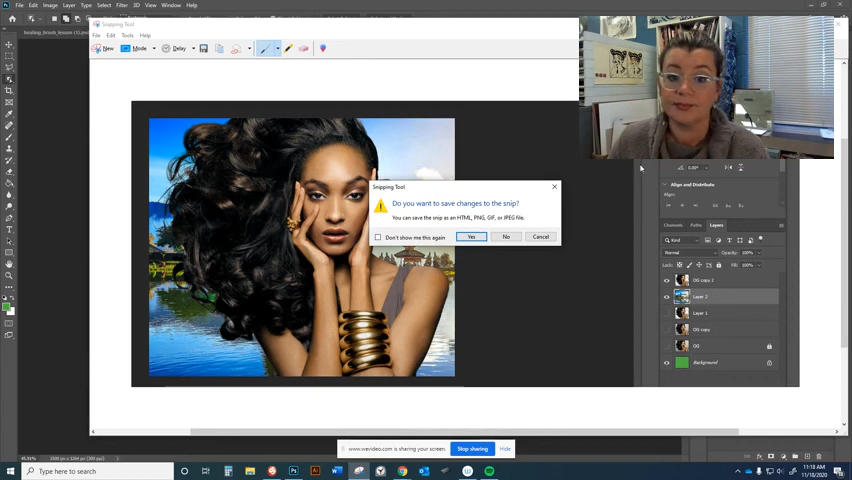 File Edit Image Layer Type Select Filter 3D View Window Help
Snipping Tool
healing_brush_lesson (1).
File Edit Tools Help
New Mode Delay
0.00°
Align and Distribute
Align:
Snipping Tool
Do you want to save changes to the snip?
You can save the snip as an HTML, PNG, GIF, or JPEG file.
Don't show me this again
Yes No Cancel
Channels Paths Layers
Kind
Normal Opacity: 100%
Lock: Fill: 100%
OG copy 2
Layer 2
Layer 1
OG copy
OG
Background
www.wevideo.com is sharing your screen. Stop sharing Hide
Type here to search
11:18 AM
11/18/2020